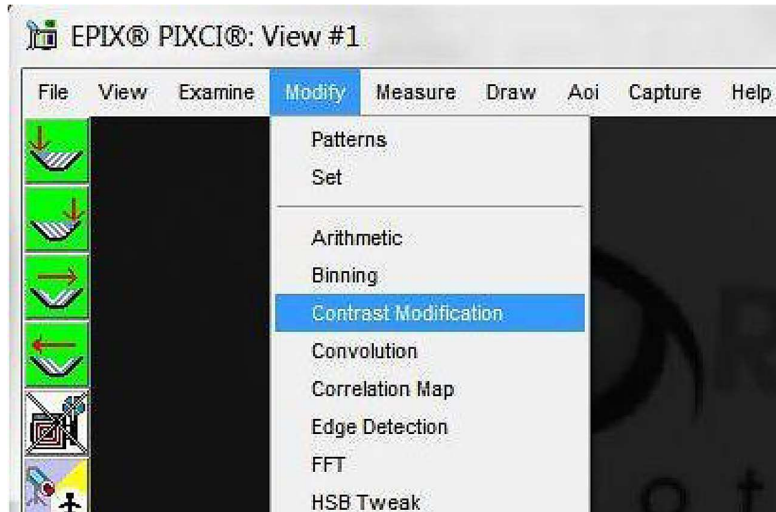 EPIX® PIXCI®: View #1
File View Examine Modify Measure Draw Aoi Capture Help
Patterns
Set
Arithmetic
Binning
Contrast Modification
Convolution
Correlation Map
Edge Detection
FFT
HSB Tweak